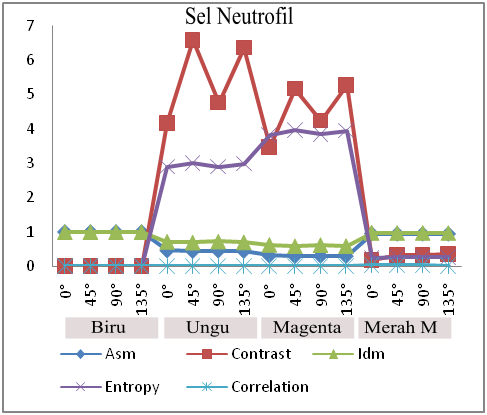 Sel Neutrofil
7
6
5
4
3
2
1
0
0° 45° 90° 135° 0° 45° 90° 135° 0° 45° 90° 135° 0° 45° 90° 135°
Biru Ungu Magenta Merah M
Asm Contrast Idm
Entropy Correlation